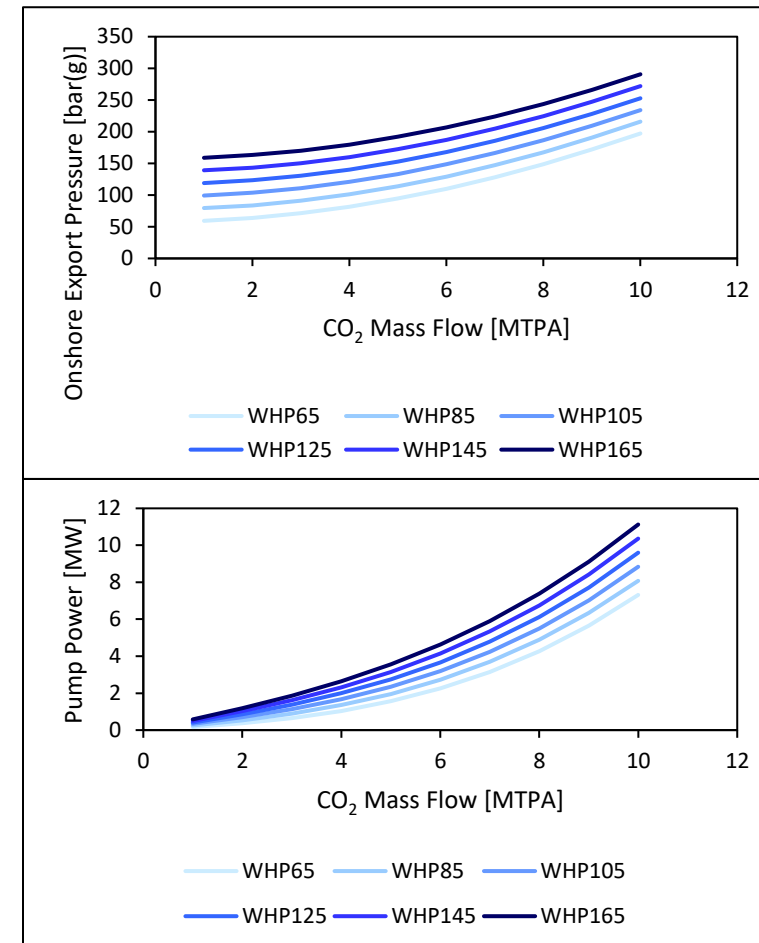 Onshore Export Pressure [bar(g)]
350
300
250
200
150
100
50
0
0 2 4 6 8 10 12
CO₂ Mass Flow [MTPA]
WHP65 WHP85 WHP105
WHP125 WHP145 WHP165
Pump Power [MW]
12
10
8
6
4
2
0
0 2 4 6 8 10 12
CO₂ Mass Flow [MTPA]
WHP65 WHP85 WHP105
WHP125 WHP145 WHP165